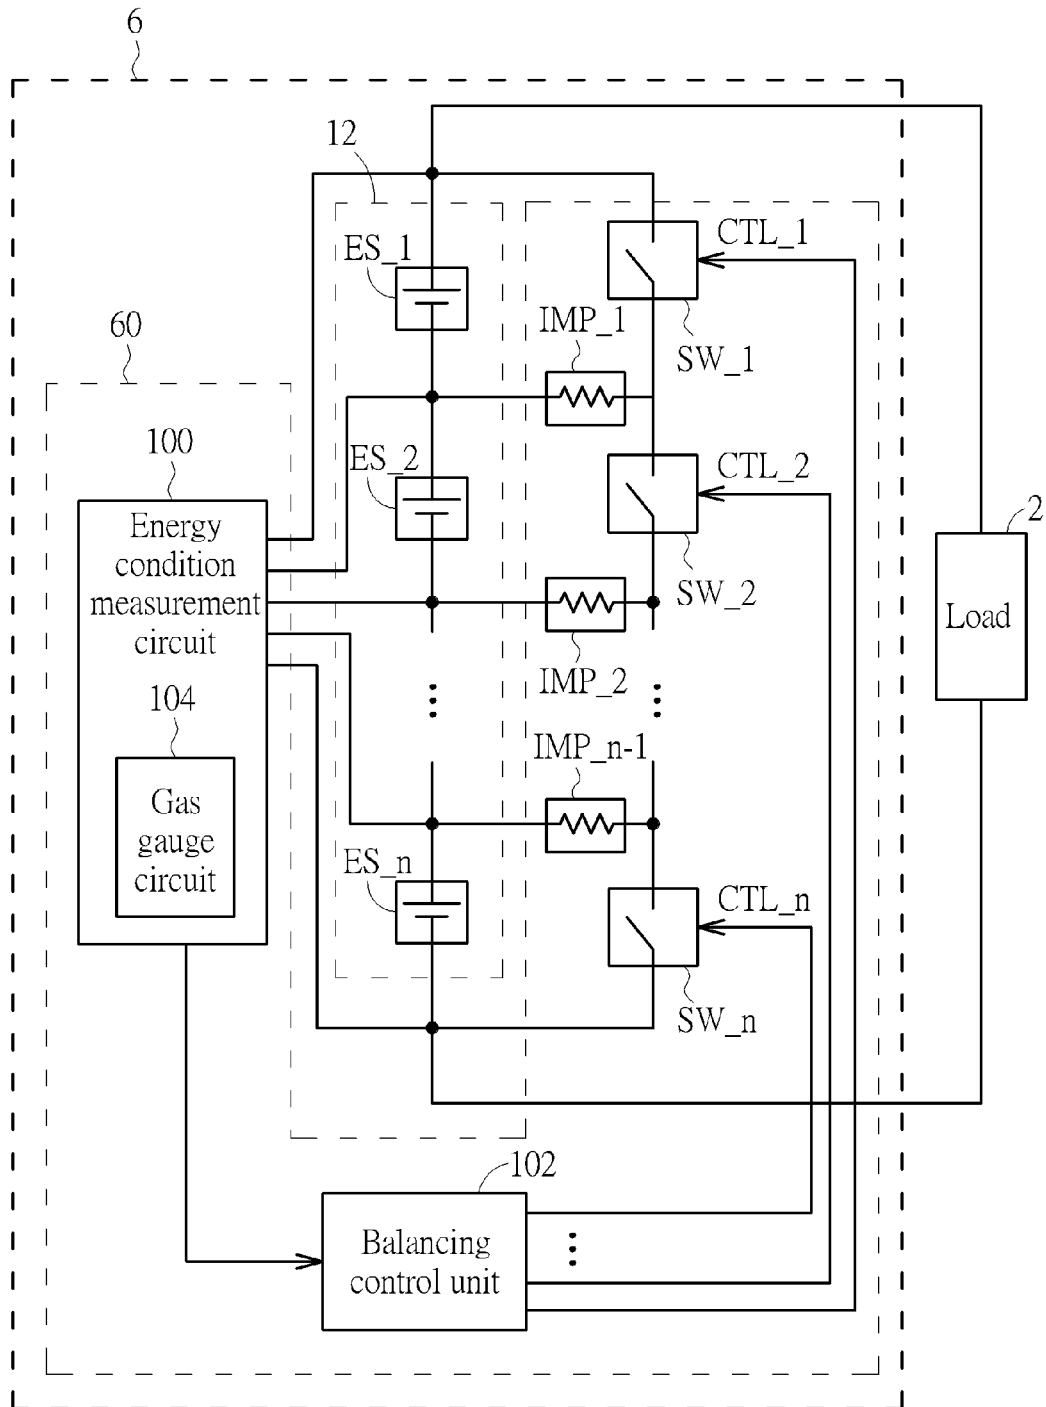 6
12
ES_1
CTL_1
IMP_1
SW_1
60
100
ES_2
CTL_2
2
Energy
condition
measurement
circuit
SW_2
Load
IMP_2
104
IMP_n-1
Gas
gauge
circuit
ES_n
CTL_n
SW_n
102
Balancing
control unit